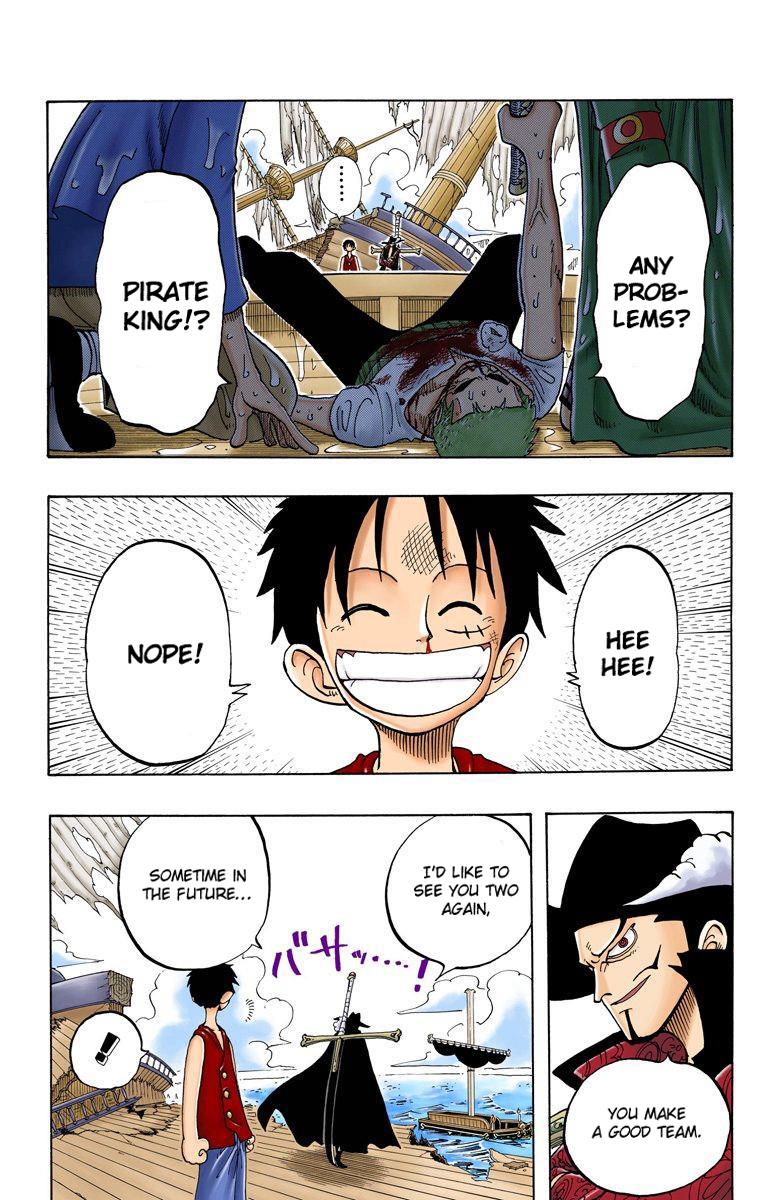 ANY
PROB-
LEMS?
......
PIRATE
KING!?
HEE
HEE!
NOPE!
YOU MAKE
A GOOD TEAM.
I'D LIKE TO
SEE YOU TWO
AGAIN,
SOMETIME IN
THE FUTURE...
バサッ……!
!